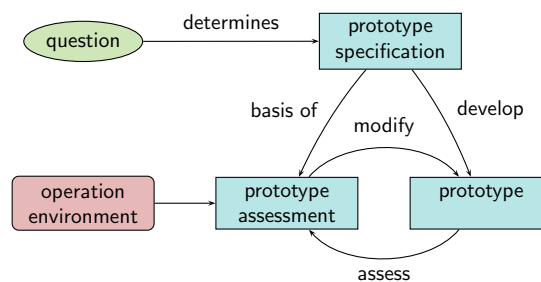 determines
question
prototype
specification
basis of
develop
modify
operation
environment
prototype
assessment
prototype
assess